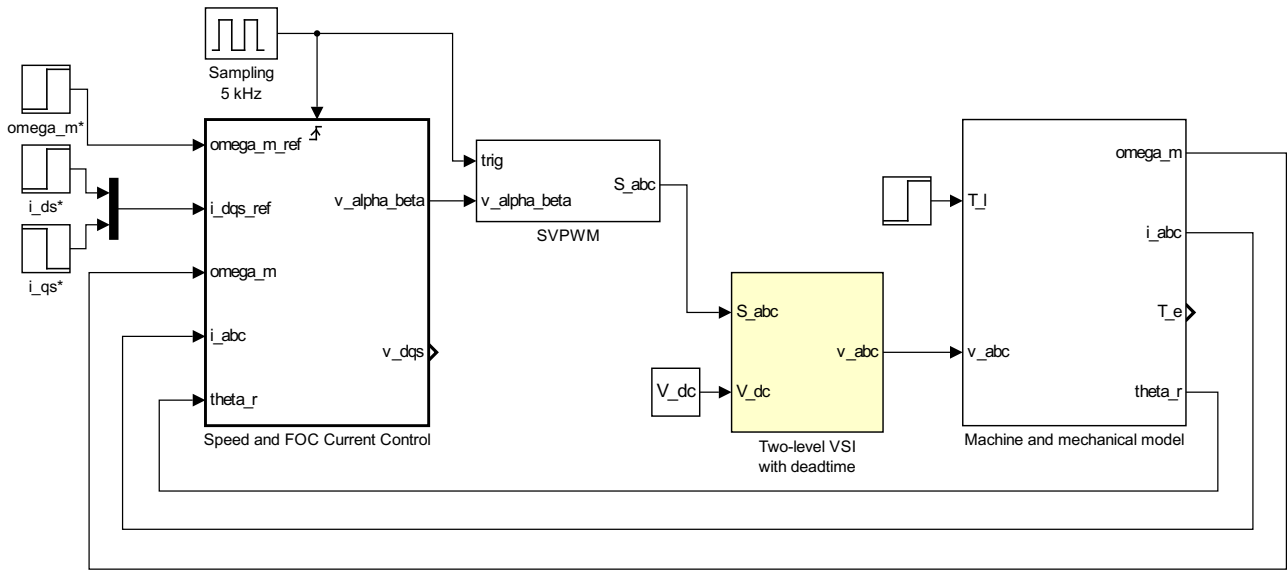 Sampling
5 kHz
omega_m*
i_ds*
i_qs*
omega_m_ref
i_dqs_ref
omega_m
i_abc
theta_r
v_alpha_beta
v_dqs
Speed and FOC Current Control
trig
v_alpha_beta
S_abc
SVPWM
S_abc
V_dc
v_abc
V_dc
Two-level VSI
with deadtime
T_l
v_abc
omega_m
i_abc
T_e
theta_r
Machine and mechanical model